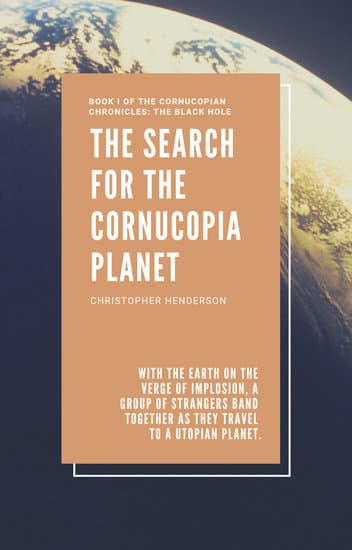 BOOK I OF THE CORNUCOPIAN
CHRONICLES: THE BLACK HOLE
THE SEARCH
FOR THE
CORNUCOPIA
PLANET
CHRISTOPHER HENDERSON
WITH THE EARTH ON THE
VERGE OF IMPLOSION, A
GROUP OF STRANGERS BAND
TOGETHER AS THEY TRAVEL
TO A UTOPIAN PLANET.